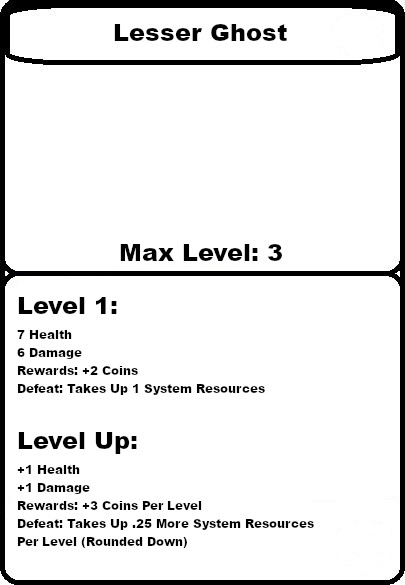 Lesser Ghost
Max Level: 3
Level 1:
7 Health
6 Damage
Rewards: +2 Coins
Defeat: Takes Up 1 System Resources
Level Up:
+1 Health
+1 Damage
Rewards: +3 Coins Per Level
Defeat: Takes Up .25 More System Resources
Per Level (Rounded Down)